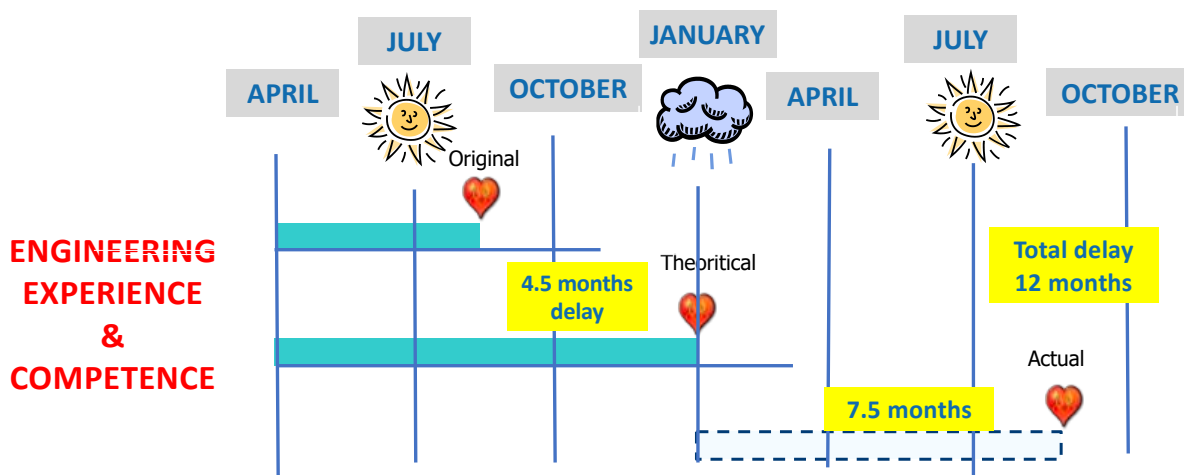 JANUARY
JULY
JULY
APRIL
OCTOBER
APRIL
OCTOBER
Original
ENGINEERING
EXPERIENCE
&
COMPETENCE
Theoritical
4.5 months
delay
Total delay
12 months
Actual
7.5 months